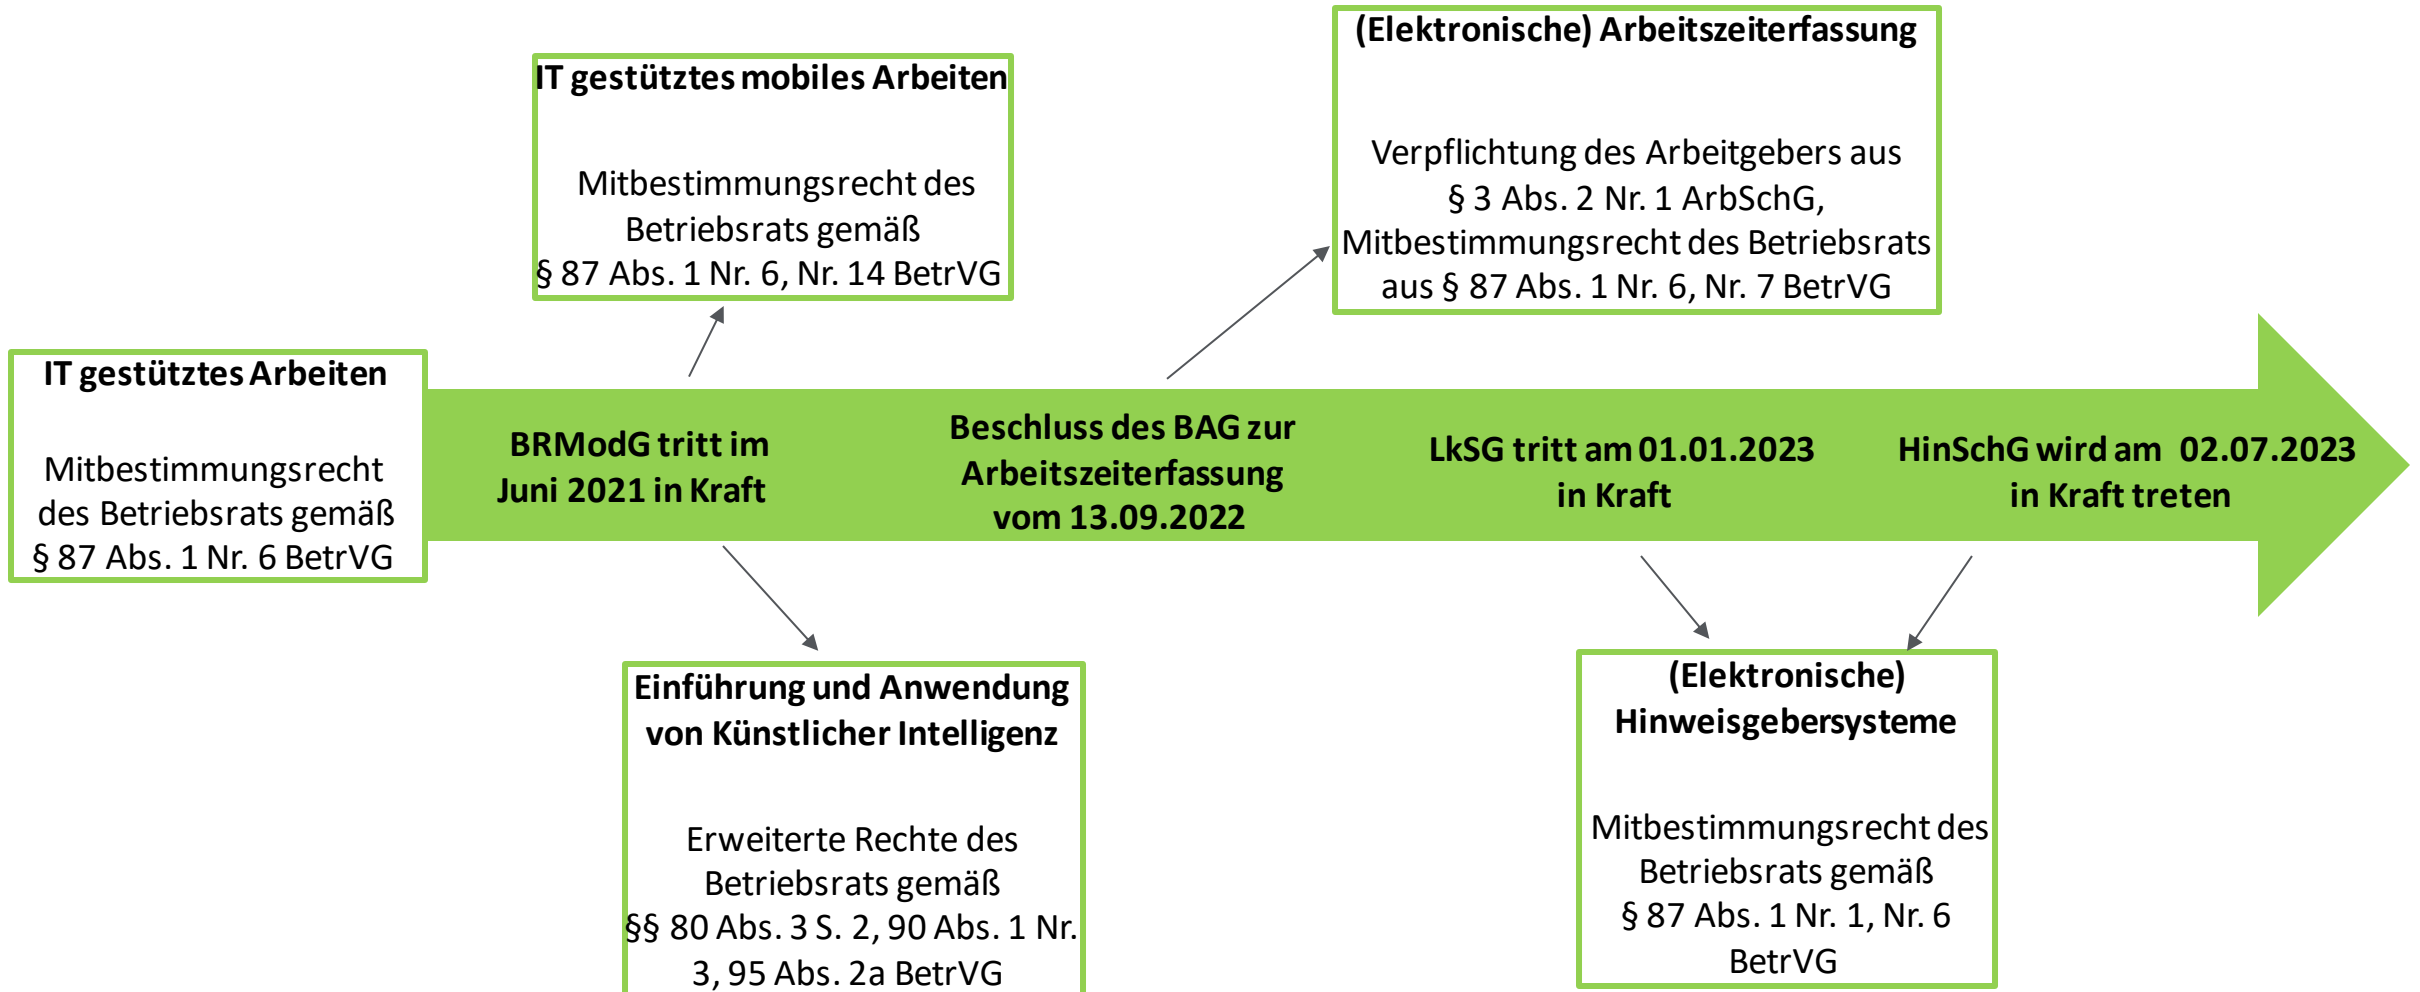 (Elektronische) Arbeitszeiterfassung
Verpflichtung des Arbeitgebers aus
§ 3 Abs. 2 Nr. 1 ArbSchG,
Mitbestimmungsrecht des Betriebsrats
aus § 87 Abs. 1 Nr. 6, Nr. 7 BetrVG
IT gestütztes mobiles Arbeiten
Mitbestimmungsrecht des
Betriebsrats gemäß
§ 87 Abs. 1 Nr. 6, Nr. 14 BetrVG
IT gestütztes Arbeiten
Mitbestimmungsrecht
des Betriebsrats gemäß
§ 87 Abs. 1 Nr. 6 BetrVG
BRModG tritt im
Juni 2021 in Kraft
Beschluss des BAG zur
Arbeitszeiterfassung
vom 13.09.2022
LkSG tritt am 01.01.2023
in Kraft
HinSchG wird am 02.07.2023
in Kraft treten
Einführung und Anwendung
von Künstlicher Intelligenz
Erweiterte Rechte des
Betriebsrats gemäß
§§ 80 Abs. 3 S. 2, 90 Abs. 1 Nr.
3, 95 Abs. 2a BetrVG
(Elektronische)
Hinweisgebersysteme
Mitbestimmungsrecht des
Betriebsrats gemäß
§ 87 Abs. 1 Nr. 1, Nr. 6
BetrVG